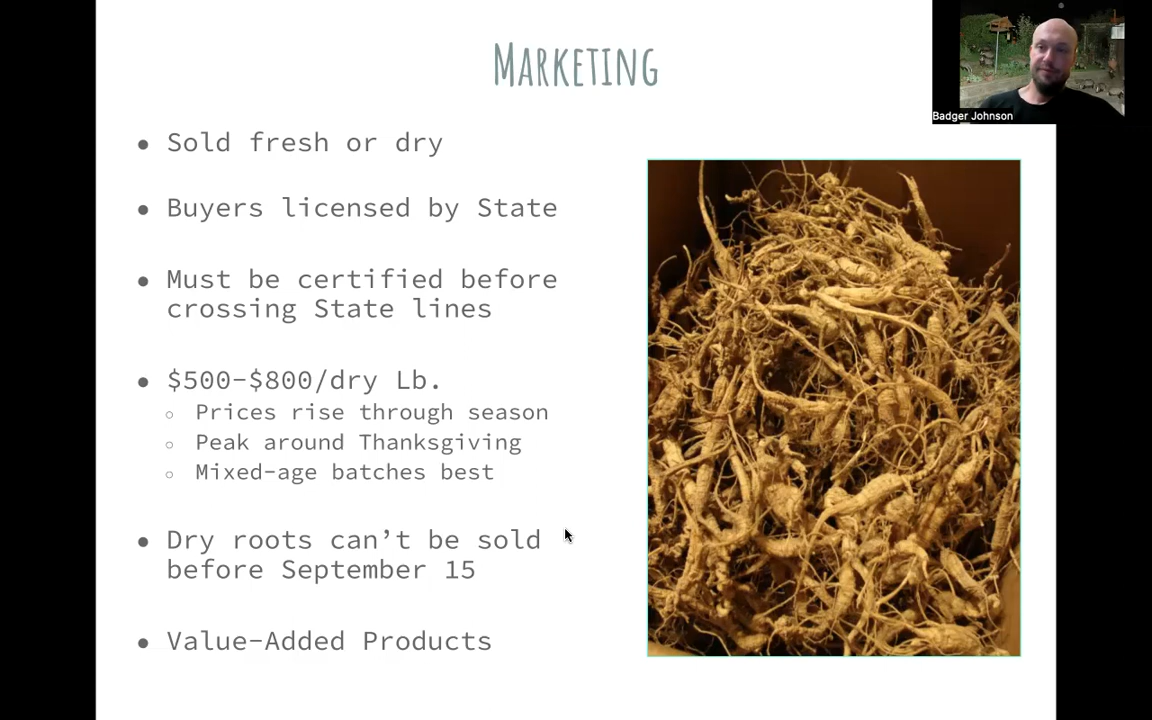 Marketing
Badger Johnson
● Sold fresh or dry
● Buyers licensed by State
● Must be certified before
crossing State lines
● $500-$800/dry Lb.
○ Prices rise through season
○ Peak around Thanksgiving
○ Mixed-age batches best
● Dry roots can’t be sold
before September 15
● Value-Added Products